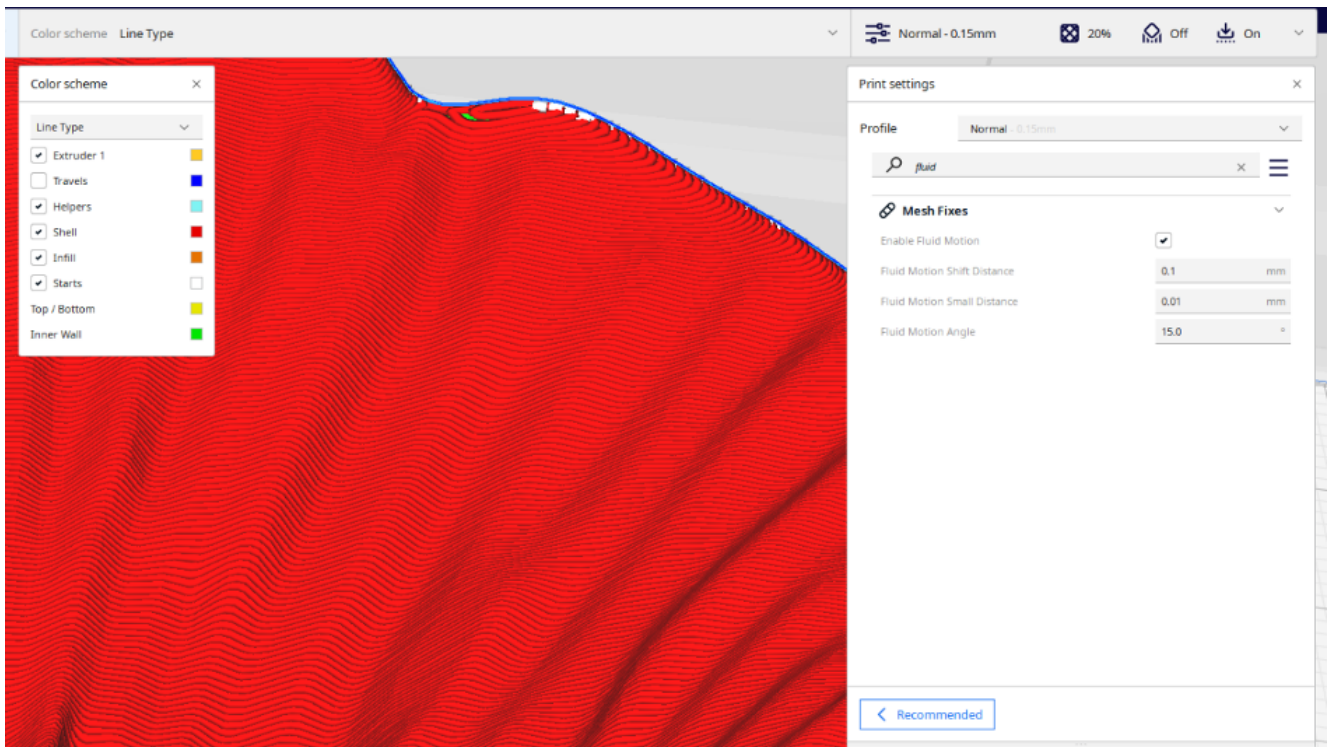 Color scheme Line Type
Normal - 0.15mm 20% Off On
Color scheme
Line Type
Extruder 1
Travels
Helpers
Shell
Infill
Starts
Top / Bottom
Inner Wall
Print settings
Profile Normal - 0.15mm
fluid
Mesh Fixes
Enable Fluid Motion
Fluid Motion Shift Distance 0.1 mm
Fluid Motion Small Distance 0.01 mm
Fluid Motion Angle 15.0 °
Recommended